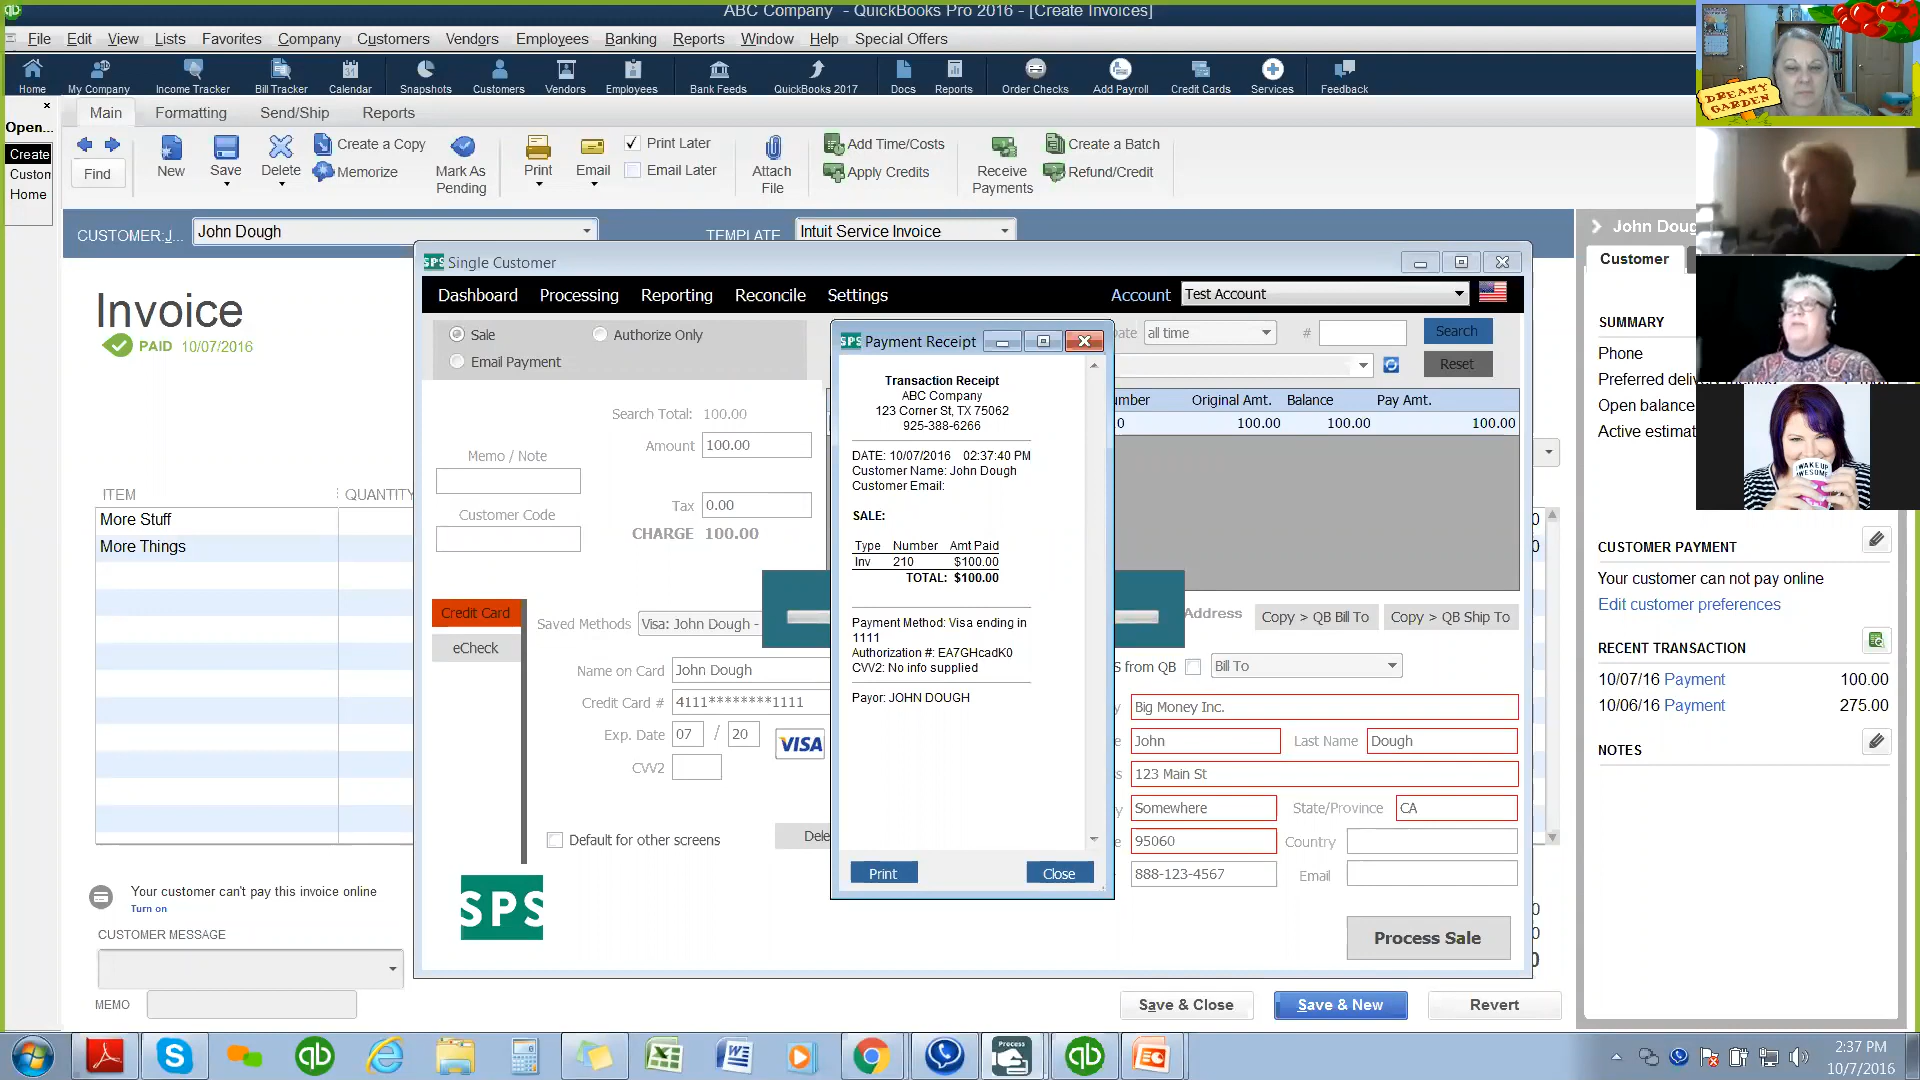 ABC Company - QuickBooks Pro 2016 - [Create Invoices]
File Edit View Lists Favorites Company Customers Vendors Employees Banking Reports Window Help Special Offers
Home My Company Income Tracker Bill Tracker Calendar Snapshots Customers Vendors Employees Bank Feeds QuickBooks 2017 Docs Reports Order Checks Add Payroll Credit Cards Services Feedback
DREAMY GARDEN
Main Formatting Send/Ship Reports
Open...
Create
Custom
Home
Find New Save Delete Create a Copy Memorize Mark As Pending Print Email Print Later Email Later Attach File Add Time/Costs Apply Credits Receive Payments Create a Batch Refund/Credit
CUSTOMER:J... John Dough TEMPLATE Intuit Service Invoice
Invoice
PAID 10/07/2016
ITEM QUANTITY
More Stuff
More Things
Your customer can't pay this invoice online
Turn on
CUSTOMER MESSAGE
MEMO
SPS Single Customer
Dashboard Processing Reporting Reconcile Settings Account Test Account
Sale Authorize Only
Email Payment
Search Total: 100.00
Amount 100.00
Memo / Note
Tax 0.00
Customer Code
CHARGE 100.00
Credit Card
eCheck
Saved Methods Visa: John Dough -
Name on Card John Dough
Credit Card # 4111********1111
Exp. Date 07 / 20
VISA
CVV2
Default for other screens
Dele
SPS
SPS Payment Receipt
Transaction Receipt
ABC Company
123 Corner St, TX 75062
925-388-6266
DATE: 10/07/2016 02:37:40 PM
Customer Name: John Dough
Customer Email:
SALE:
Type Number Amt Paid
Inv 210 $100.00
TOTAL: $100.00
Payment Method: Visa ending in
1111
Authorization #: EA7GHcadK0
CVV2: No info supplied
Payor: JOHN DOUGH
Print Close
ate all time # Search
Reset
umber Original Amt. Balance Pay Amt.
0 100.00 100.00 100.00
Address Copy > QB Bill To Copy > QB Ship To
S from QB Bill To
Big Money Inc.
John Last Name Dough
123 Main St
Somewhere State/Province CA
95060 Country
888-123-4567 Email
Process Sale
Save & Close Save & New Revert
John Doug
Customer
SUMMARY
Phone
Preferred deli
Open balance
Active estimat
WAKE UP
AWESOME
CUSTOMER PAYMENT
Your customer can not pay online
Edit customer preferences
RECENT TRANSACTION
10/07/16 Payment 100.00
10/06/16 Payment 275.00
NOTES
Process
2:37 PM
10/7/2016